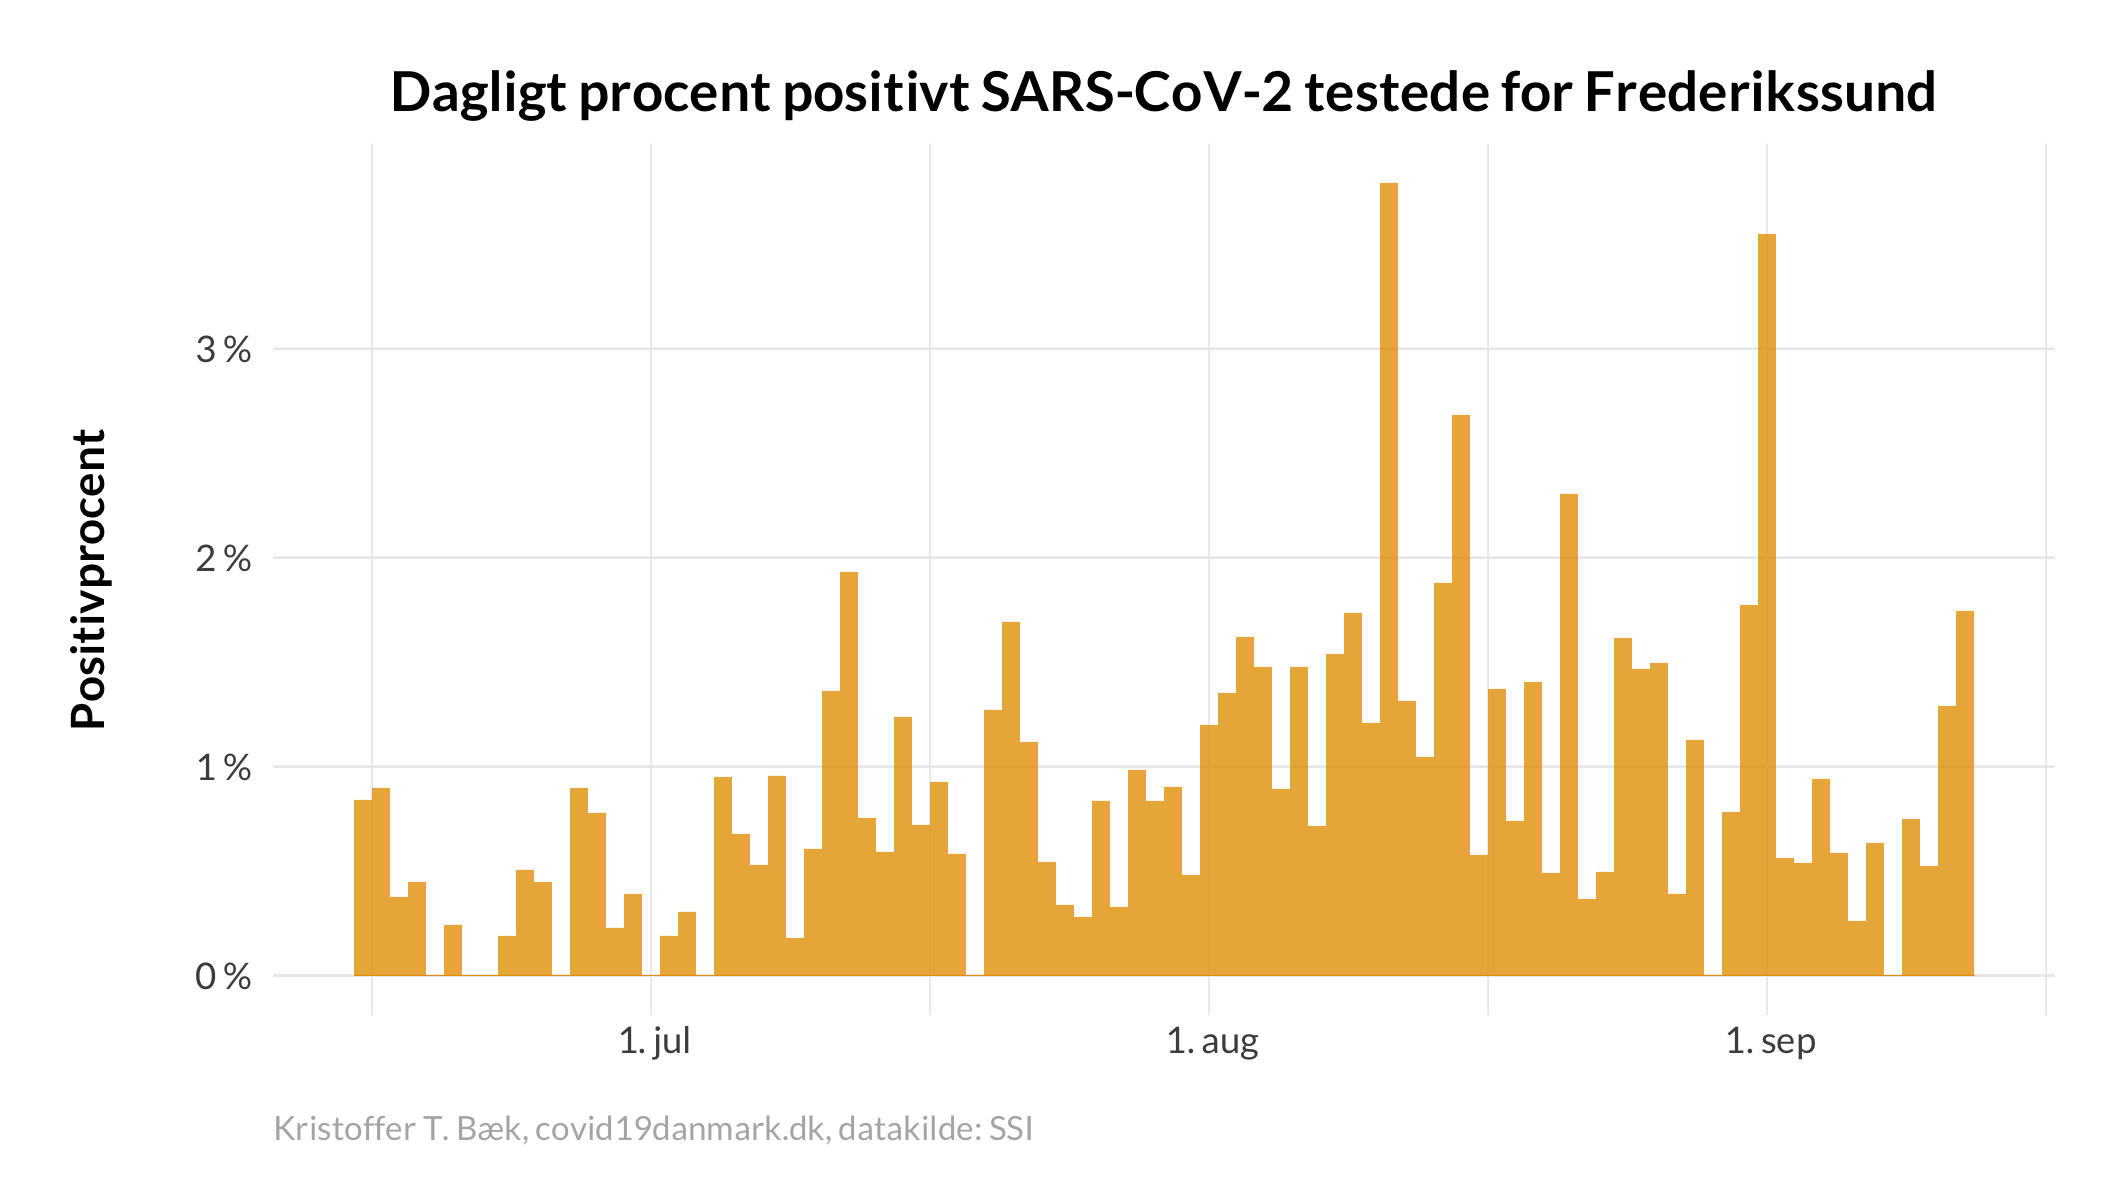 Dagligt procent positivt SARS-CoV-2 testede for Frederikssund
Positivprocent
3 %
2 %
1 %
0 %
1. jul
1. aug
1. sep
Kristoffer T. Bæk, covid19danmark.dk, datakilde: SSI